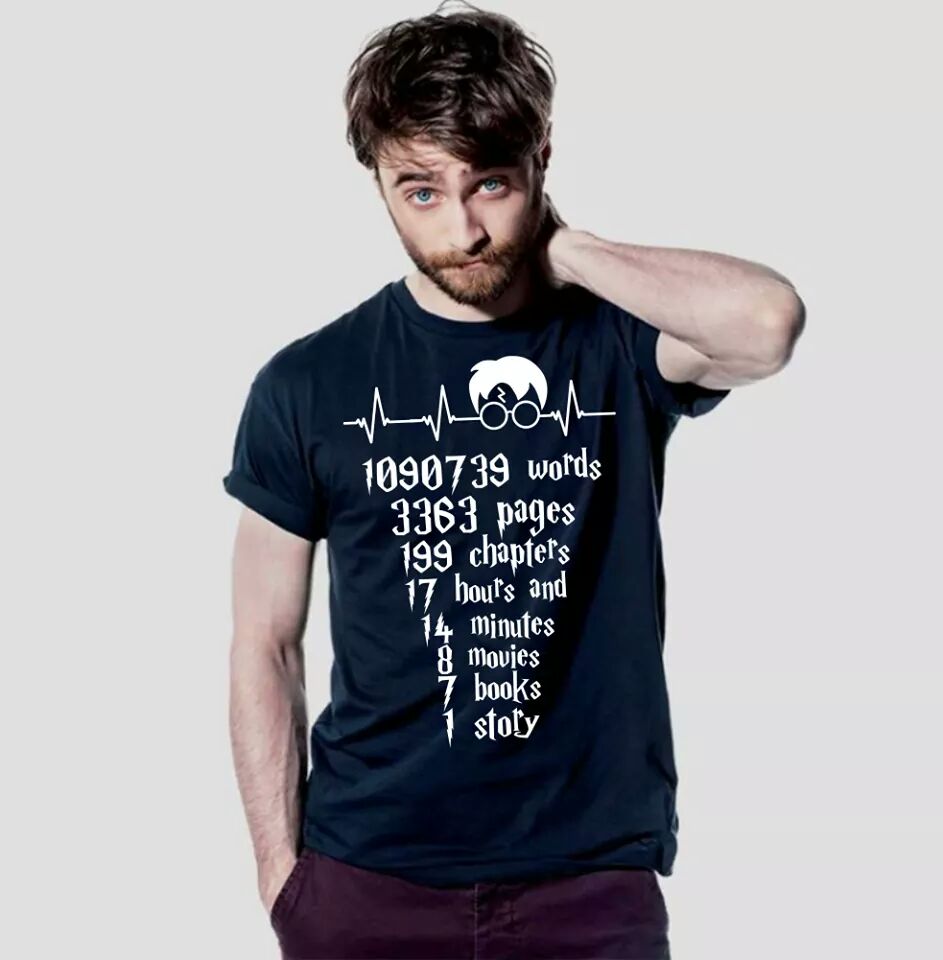 1090739 words
3363 pages
199 chapters
17 hours and
14 minutes
8 movies
7 books
1 story